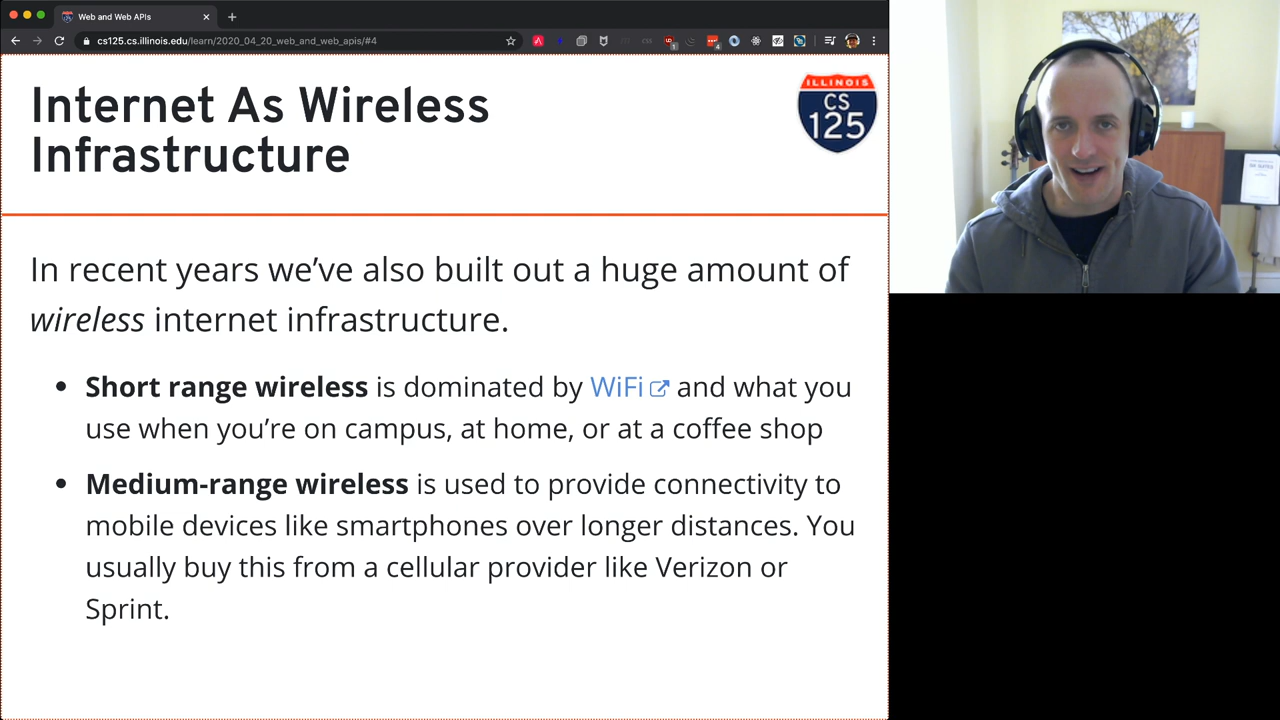 Web and Web APIs
cs125.cs.illinois.edu/learn/2020_04_20_web_and_web_apis/#4
Internet As Wireless
Infrastructure
ILLINOIS
CS
125
In recent years we've also built out a huge amount of
wireless internet infrastructure.
Short range wireless is dominated by WiFi and what you
use when you're on campus, at home, or at a coffee shop
Medium-range wireless is used to provide connectivity to
mobile devices like smartphones over longer distances. You
usually buy this from a cellular provider like Verizon or
Sprint.